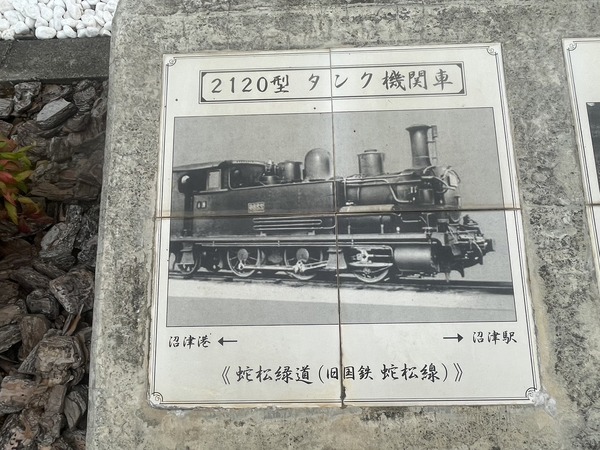 2120型 タンク機関車
沼津港 ← → 沼津駅
《蛇松緑道(旧国鉄 蛇松線)》